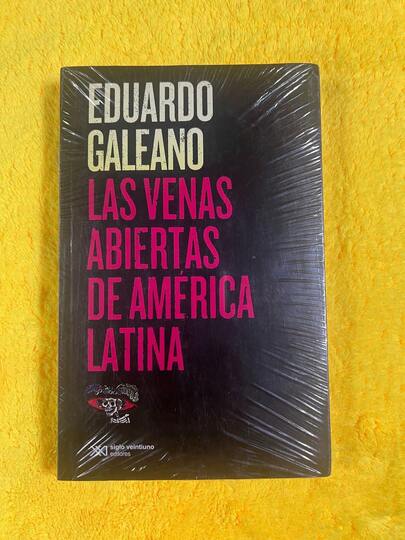 EDUARDO
GALEANO
LAS VENAS
ABIERTAS
DE AMÉRICA
LATINA
siglo veintiuno
editores